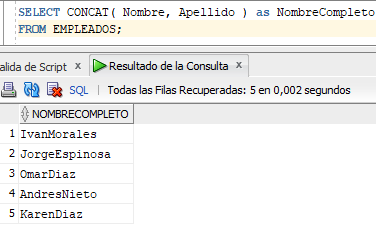 SELECT CONCAT( Nombre, Apellido ) as NombreCompleto
FROM EMPLEADOS;
alida de Script x Resultado de la Consulta x
SQL | Todas las Filas Recuperadas: 5 en 0,002 segundos
NOMBRECOMPLETO
1 IvanMorales
2 JorgeEspinosa
3 OmarDiaz
4 AndresNieto
5 KarenDiaz